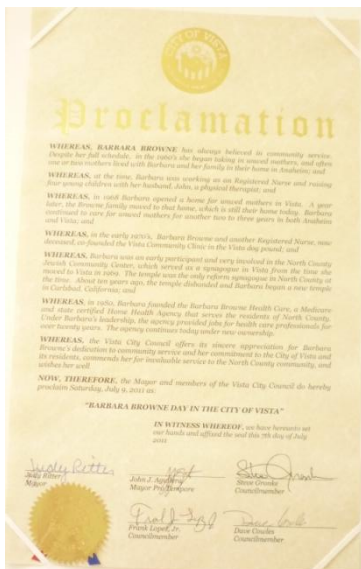 CITY OF VISTA
Proclamation
WHEREAS, BARBARA BROWNE has always believed in community service.
Despite her full schedule, in the 1960's she began taking in unwed mothers, and often
one or two mothers lived with Barbara and her family in their home in Anaheim; and
WHEREAS, at the time, Barbara was working as an Registered Nurse and raising
four young children with her husband, John, a physical therapist; and
WHEREAS, in 1968 Barbara opened a home for unwed mothers in Vista. A year
later, the Browne family moved to that home, which is still their home today. Barbara
continued to care for unwed mothers for another two to three years in both Anaheim
and Vista; and
WHEREAS, in the early 1970's, Barbara Browne and another Registered Nurse, now
deceased, co-founded the Vista Community Clinic in the Vista dog pound; and
WHEREAS, Barbara was an early participant and very involved in the North County
Jewish Community Center, which served as a synagogue in Vista from the time she
moved to Vista in 1969. The temple was the only reform synagogue in North County at
the time. About ten years ago, the temple disbanded and Barbara began a new temple
in Carlsbad, California; and
WHEREAS, in 1980, Barbara founded the Barbara Browne Health Care, a Medicare
and state certified Home Health Agency that serves the residents of North County.
Under Barbara's leadership, the agency provided jobs for health care professionals for
over twenty years. The agency continues today under new ownership.
WHEREAS, the Vista City Council offers its sincere appreciation for Barbara
Browne's dedication to community service and her commitment to the City of Vista and
its residents, commends her for invaluable service to the North County community, and
wishes her well.
NOW, THEREFORE, the Mayor and members of the Vista City Council do hereby
proclaim Saturday, July 9, 2011 as:
"BARBARA BROWNE DAY IN THE CITY OF VISTA"
IN WITNESS WHEREOF, we have hereunto set
our hands and affixed the seal this 7th day of July
2011
Judy Ritter
Judy Ritter
Mayor
John J. Aguilera
Mayor Pro Tempore
Steve Gronke
Councilmember
Frank Lopez, Jr.
Councilmember
Dave Cowles
Councilmember